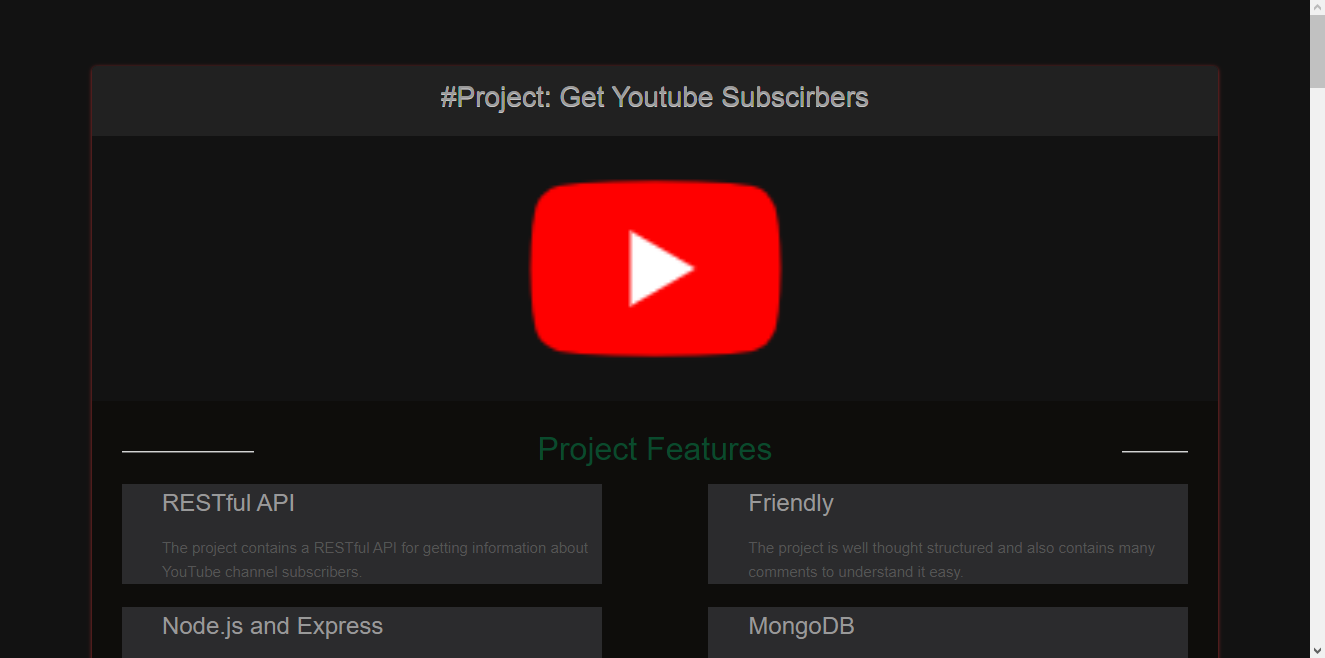 #Project: Get Youtube Subscirbers
Project Features
RESTful API
The project contains a RESTful API for getting information about
YouTube channel subscribers.
Friendly
The project is well thought structured and also contains many
comments to understand it easy.
Node.js and Express
MongoDB